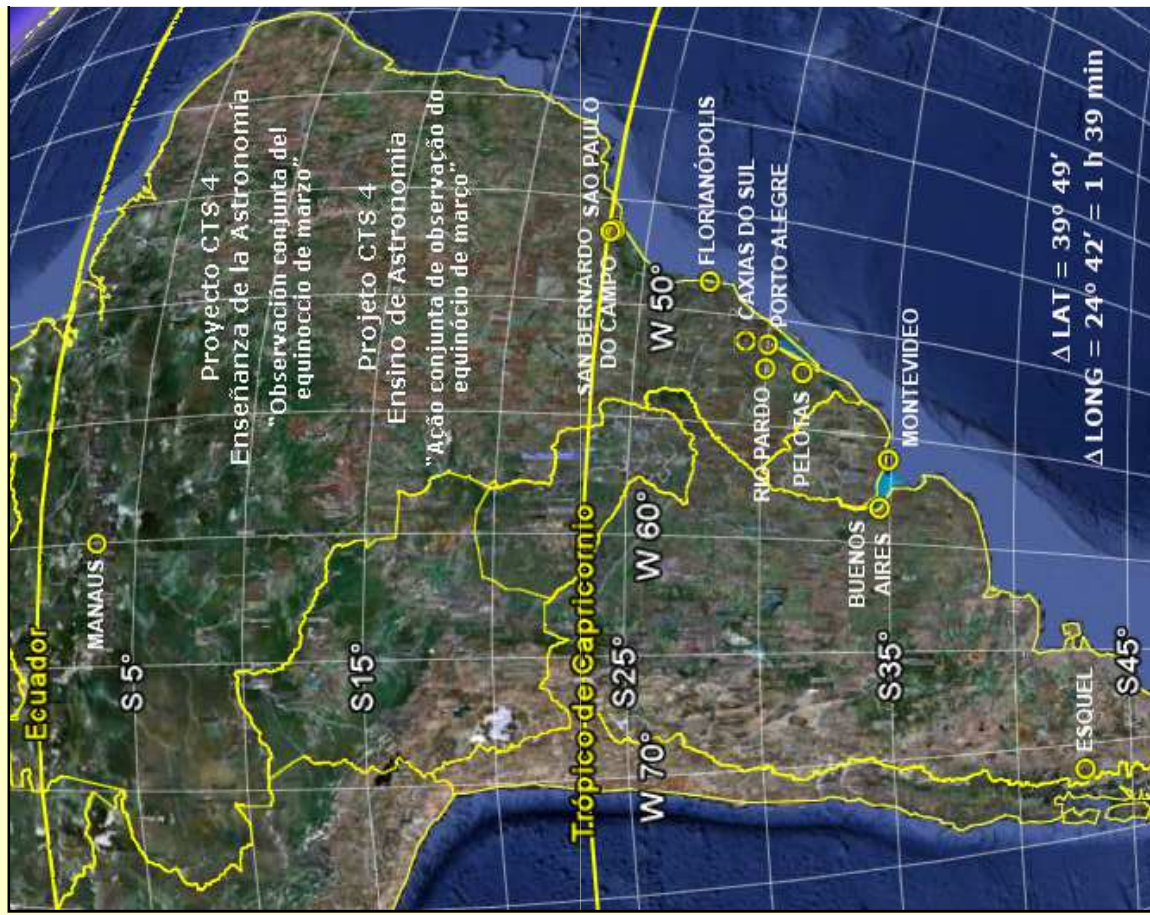 Ecuador
MANAUS
S 5°
Proyecto CTS 4
Enseñanza de la Astronomía
"Observación conjunta del
equinoccio de marzo"
S15°
Projeto CTS 4
Ensino de Astronomia
"Ação conjunta de observação do
equinócio de março"
Trópico de Capricornio
SAN BERNARDO
DO CAMPO
SÃO PAULO
S25°
W 70°
W 60°
W 50°
FLORIANÓPOLIS
CAXIAS DO SUL
RIO PARDO
PORTO ALEGRE
PELOTAS
BUENOS
AIRES
S35°
MONTEVIDEO
ESQUEL
S45°
Δ LAT = 39º 49’
Δ LONG = 24º 42’ = 1 h 39 min